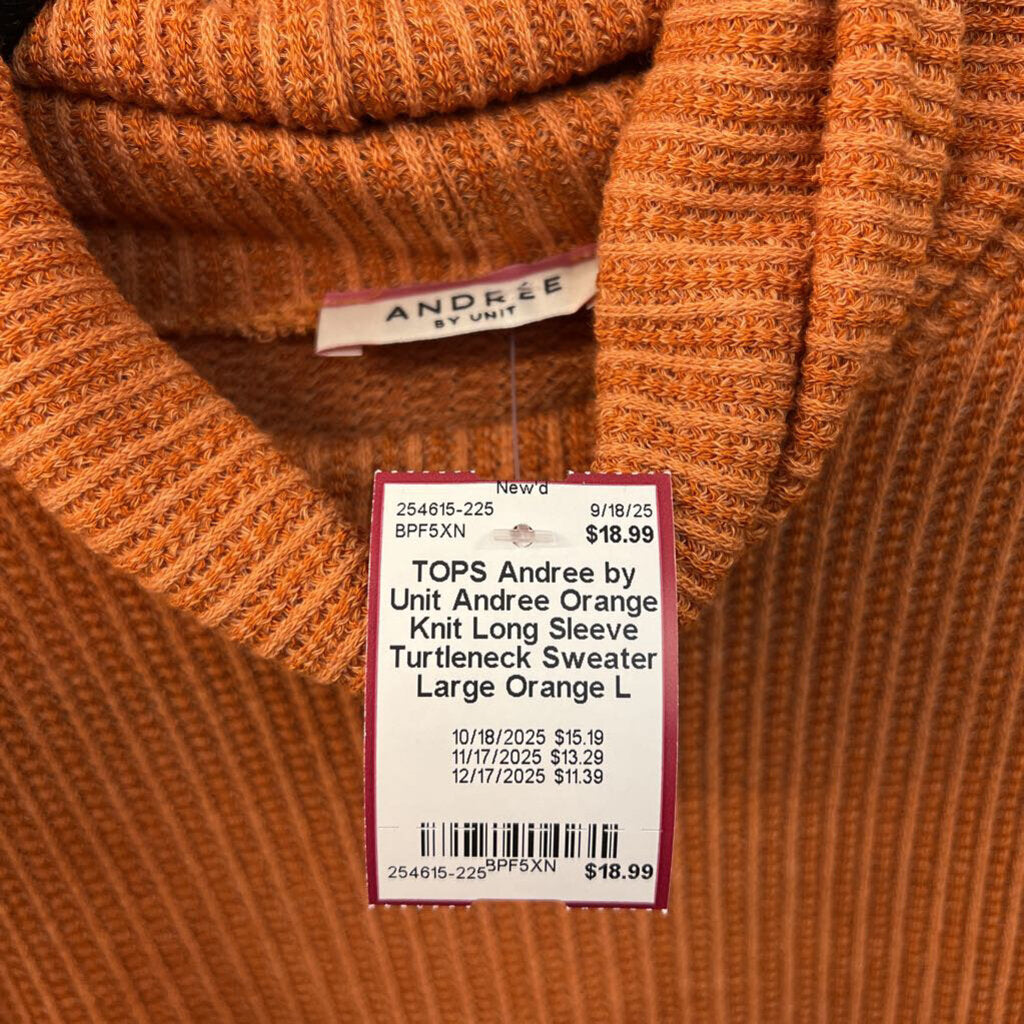 ANDRÉE
BY UNIT
New'd
254615-225 9/18/25
BPF5XN $18.99
TOPS Andree by
Unit Andree Orange
Knit Long Sleeve
Turtleneck Sweater
Large Orange L
10/18/2025 $15.19
11/17/2025 $13.29
12/17/2025 $11.39
254615-225 BPF5XN $18.99